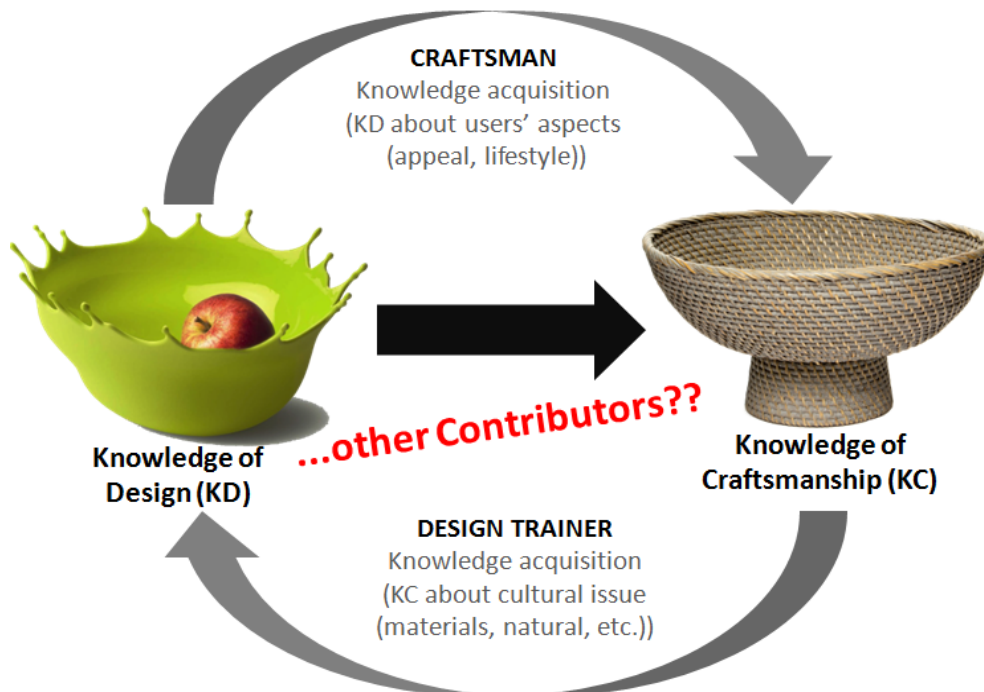 CRAFTSMAN
Knowledge acquisition
(KD about users’ aspects
(appeal, lifestyle))
...other Contributors??
Knowledge of
Design (KD)
Knowledge of
Craftsmanship (KC)
DESIGN TRAINER
Knowledge acquisition
(KC about cultural issue
(materials, natural, etc.))